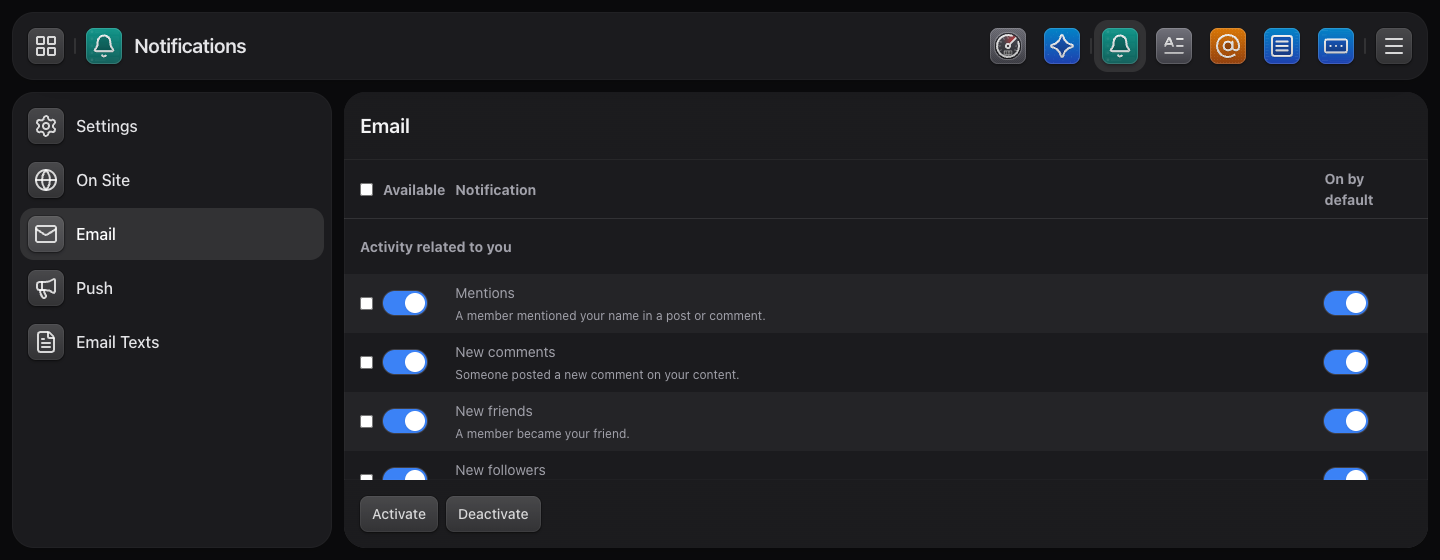 Notifications
Settings
On Site
Email
Push
Email Texts
Email
Available Notification On by default
Activity related to you
Mentions
A member mentioned your name in a post or comment.
New comments
Someone posted a new comment on your content.
New friends
A member became your friend.
New followers
Activate Deactivate